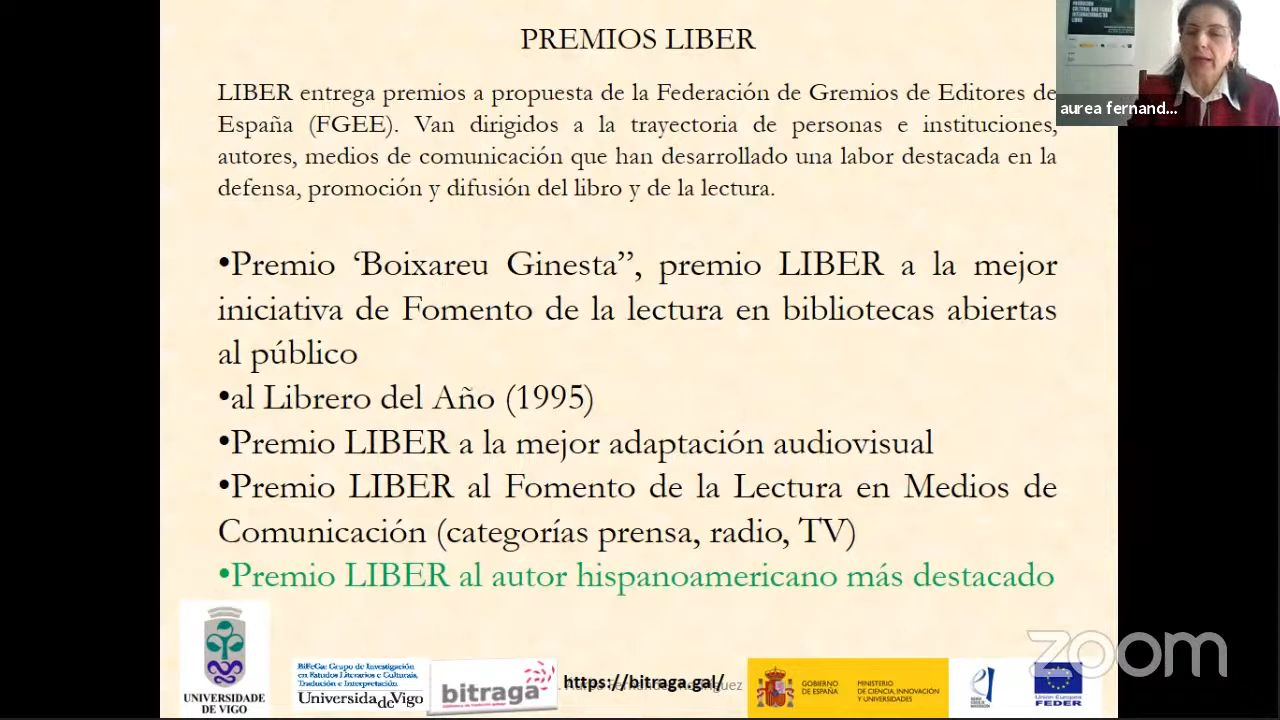 PREMIOS LIBER
LIBER entrega premios a propuesta de la Federación de Gremios de Editores de
España (FGEE). Van dirigidos a la trayectoria de personas e instituciones,
autores, medios de comunicación que han desarrollado una labor destacada en la
defensa, promoción y difusión del libro y de la lectura.
•Premio ‘Boixareu Ginesta”, premio LIBER a la mejor
iniciativa de Fomento de la lectura en bibliotecas abiertas
al público
•al Librero del Año (1995)
•Premio LIBER a la mejor adaptación audiovisual
•Premio LIBER al Fomento de la Lectura en Medios de
Comunicación (categorías prensa, radio, TV)
•Premio LIBER al autor hispanoamericano más destacado
aurea fernand...
UNIVERSIDADE
DE VIGO
BiFeGa: Grupo de Investigación
en Estudios Literarios e Culturais,
Tradución e Interpretación.
UniversidadeVigo
bitraga
https://bitraga.gal/
GOBIERNO
DE ESPAÑA
MINISTERIO
DE CIENCIA, INNOVACIÓN
Y UNIVERSIDADES
Unión Europea
FEDER
zoom